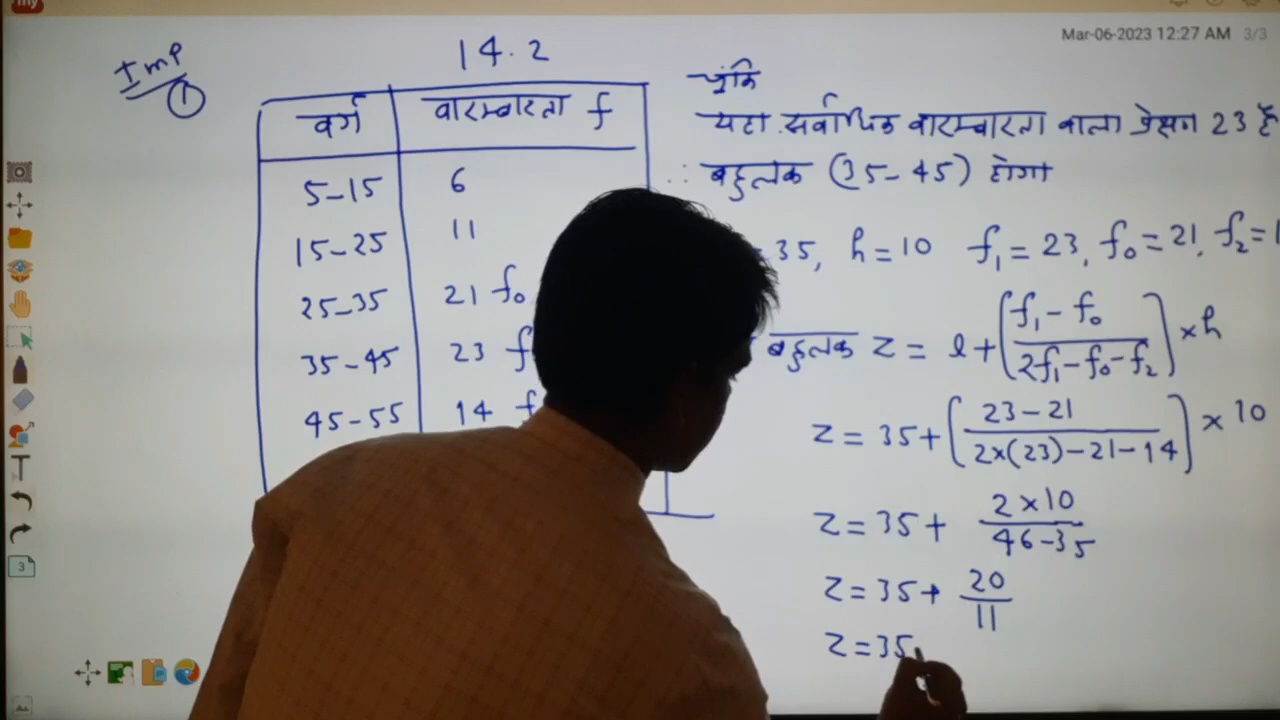 my
Mar-06-2023 12:27 AM 3/3
Imp
1
14.2
वर्ग वारम्बारता f
5-15 6
15-25 11
25-35 21 f₀
35-45 23 f
45-55 14 f
चूंकि
यहा सर्वाधिक वारम्बारता वाला प्रेक्षण 23 है
∴ बहुलक (35-45) होगा
35, h=10 f₁=23, f₀=21, f₂=1
बहुलक z = l+(f₁-f₀/2f₁-f₀-f₂)×h
z = 35+(23-21/2×(23)-21-14)×10
z=35+ 2×10/46-35
z=35+ 20/11
z=35
T
3